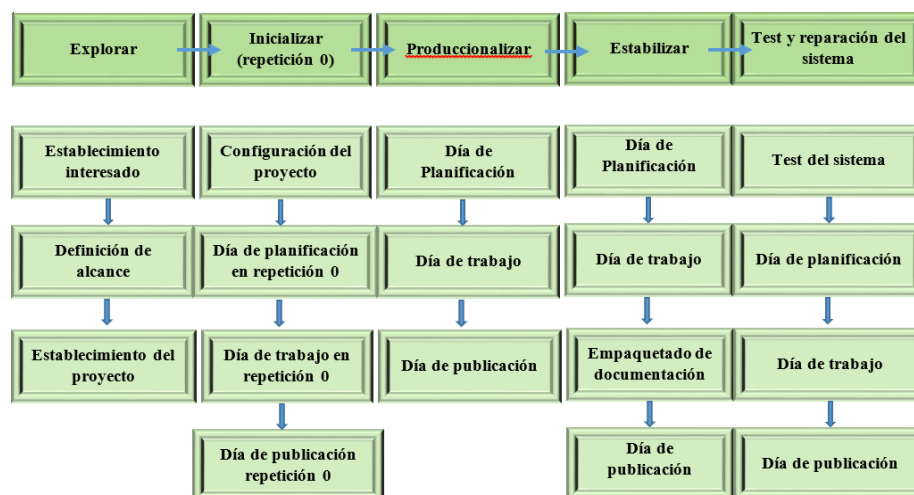 Explorar
Inicializar
(repetición 0)
Produccionalizar
Estabilizar
Test y reparación del
sistema
Establecimiento
interesado
Configuración del
proyecto
Día de
Planificación
Día de
Planificación
Test del sistema
Definición de
alcance
Día de planificación
en repetición 0
Día de trabajo
Día de trabajo
Día de planificación
Establecimiento del
proyecto
Día de trabajo en
repetición 0
Día de publicación
Empaquetado de
documentación
Día de trabajo
Día de publicación
repetición 0
Día de
publicación
Día de publicación